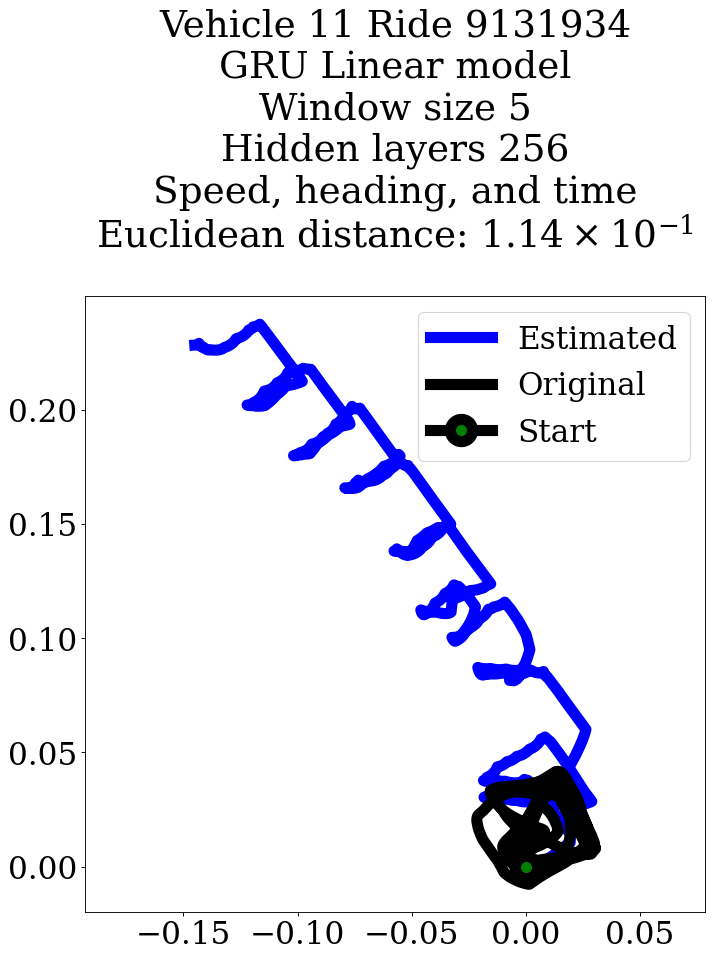 Vehicle 11 Ride 9131934
GRU Linear model
Window size 5
Hidden layers 256
Speed, heading, and time
Euclidean distance: 1.14 × 10⁻¹
Estimated
Original
Start
0.20
0.15
0.10
0.05
0.00
−0.15 −0.10 −0.05 0.00 0.05